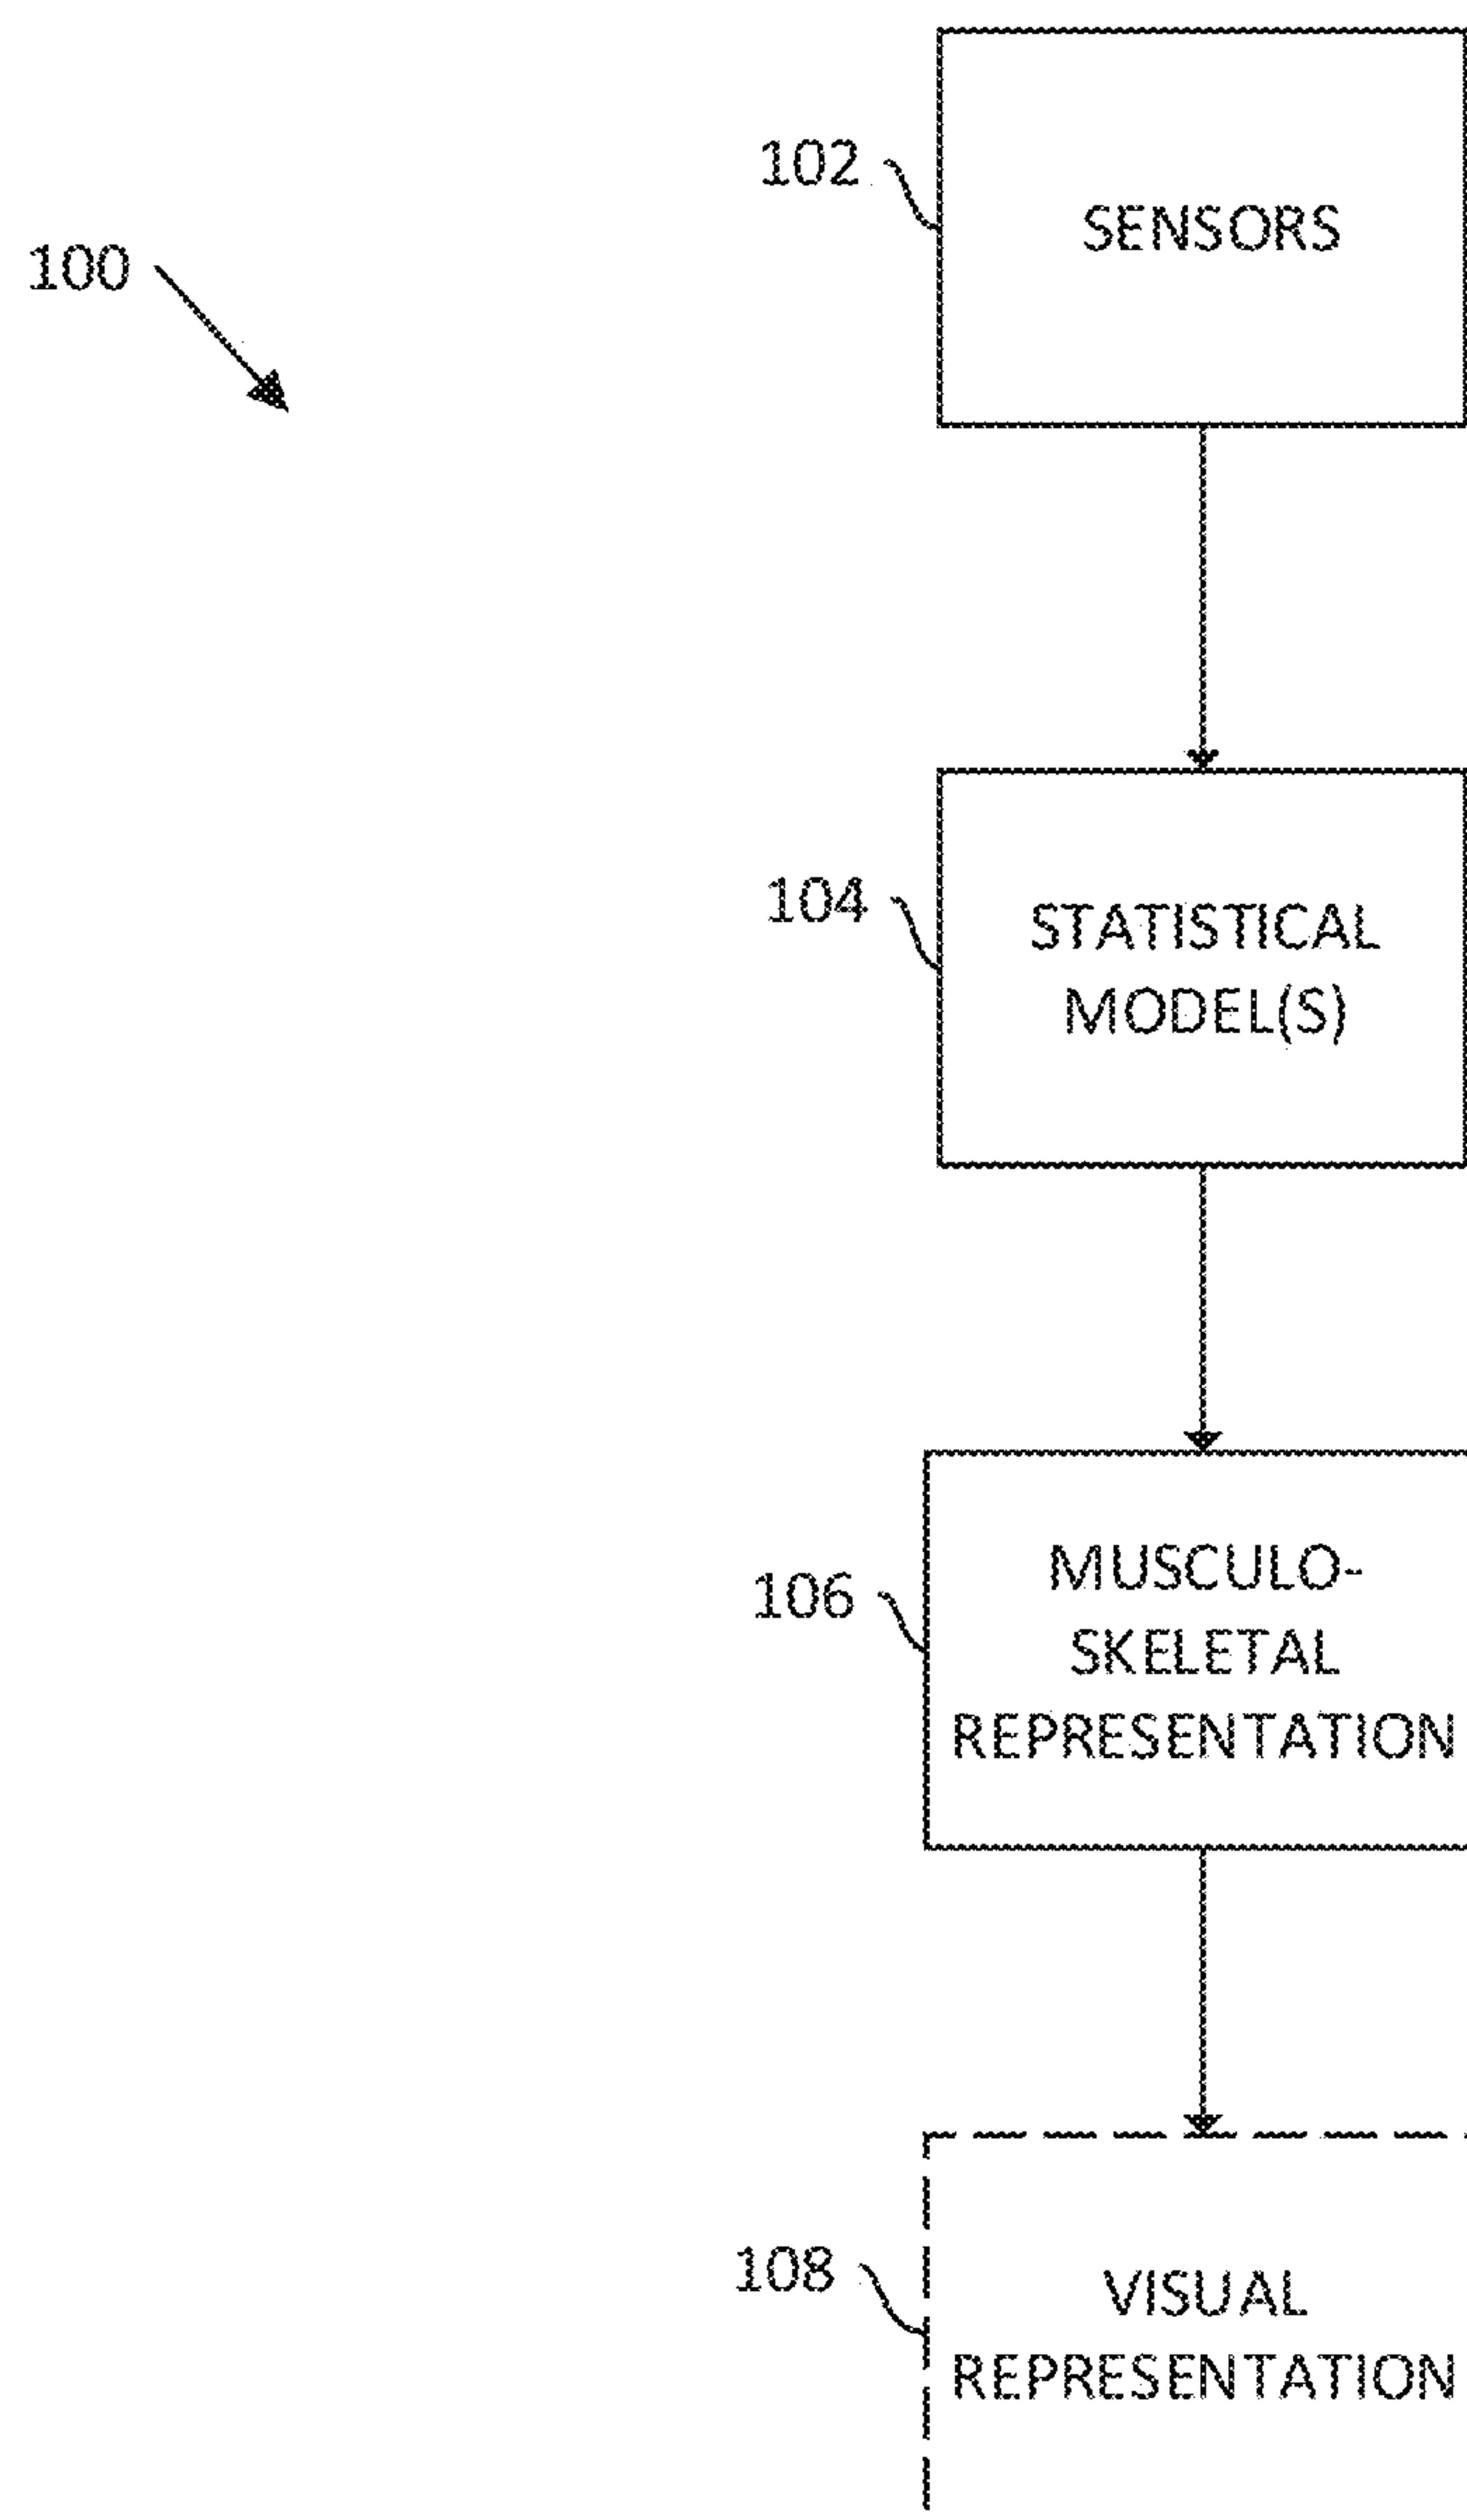 102
SENSORS
100
104
STATISTICAL
MODEL(S)
106
MUSCULO-
SKELETAL
REPRESENTATION
108
VISUAL
REPRESENTATION